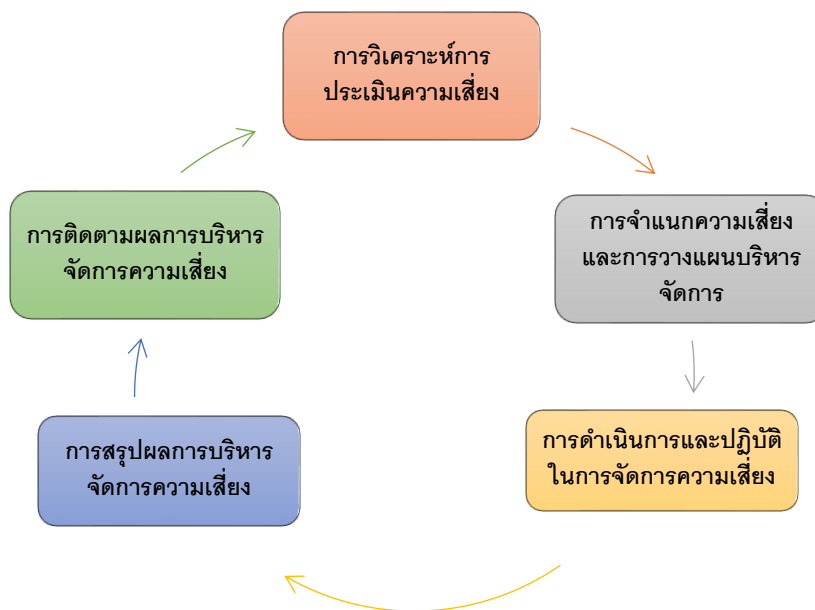 การวิเคราะห์การ
ประเมินความเสี่ยง
การจำแนกความเสี่ยง
และการวางแผนบริหาร
จัดการ
การดำเนินการและปฏิบัติ
ในการจัดการความเสี่ยง
การสรุปผลการบริหาร
จัดการความเสี่ยง
การติดตามผลการบริหาร
จัดการความเสี่ยง